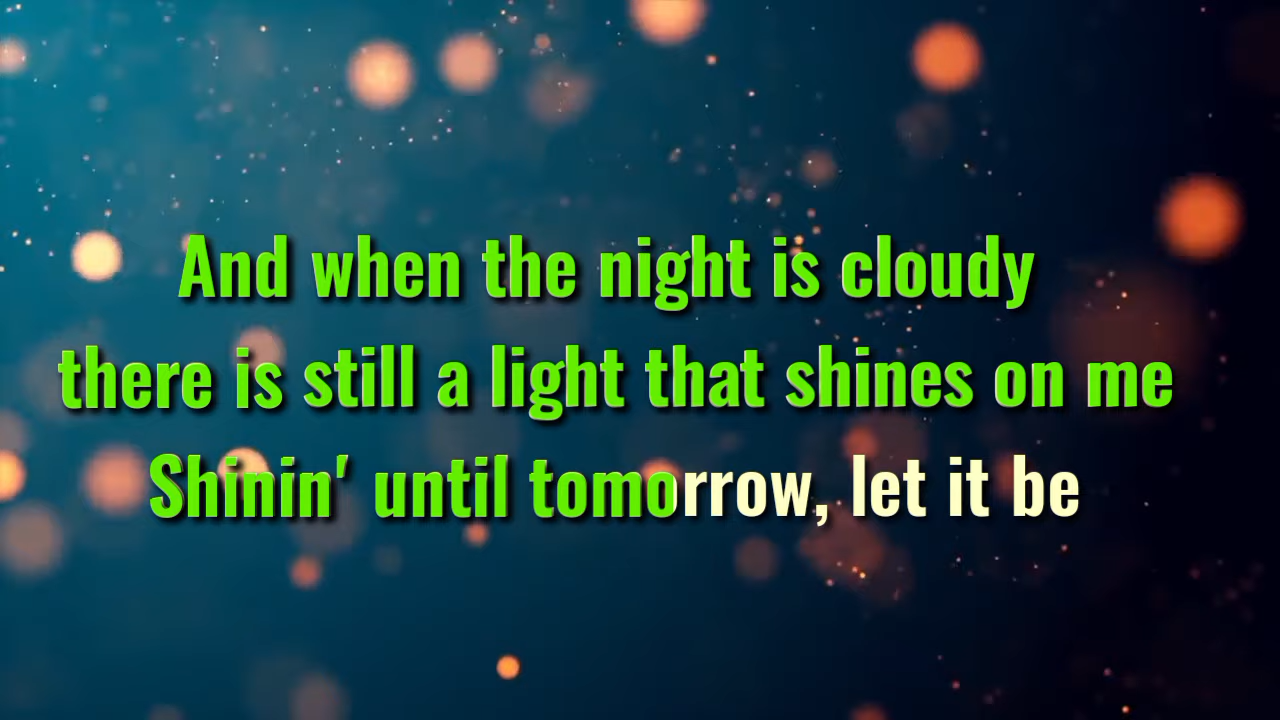 And when the night is cloudy
there is still a light that shines on me
Shinin' until tomorrow, let it be